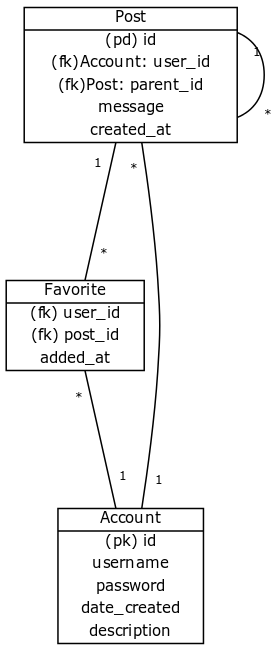 Post
(pd) id
1
(fk)Account: user_id
(fk)Post: parent_id
message
*
created_at
1
*
*
Favorite
(fk) user_id
(fk) post_id
added_at
*
1
1
Account
(pk) id
username
password
date_created
description